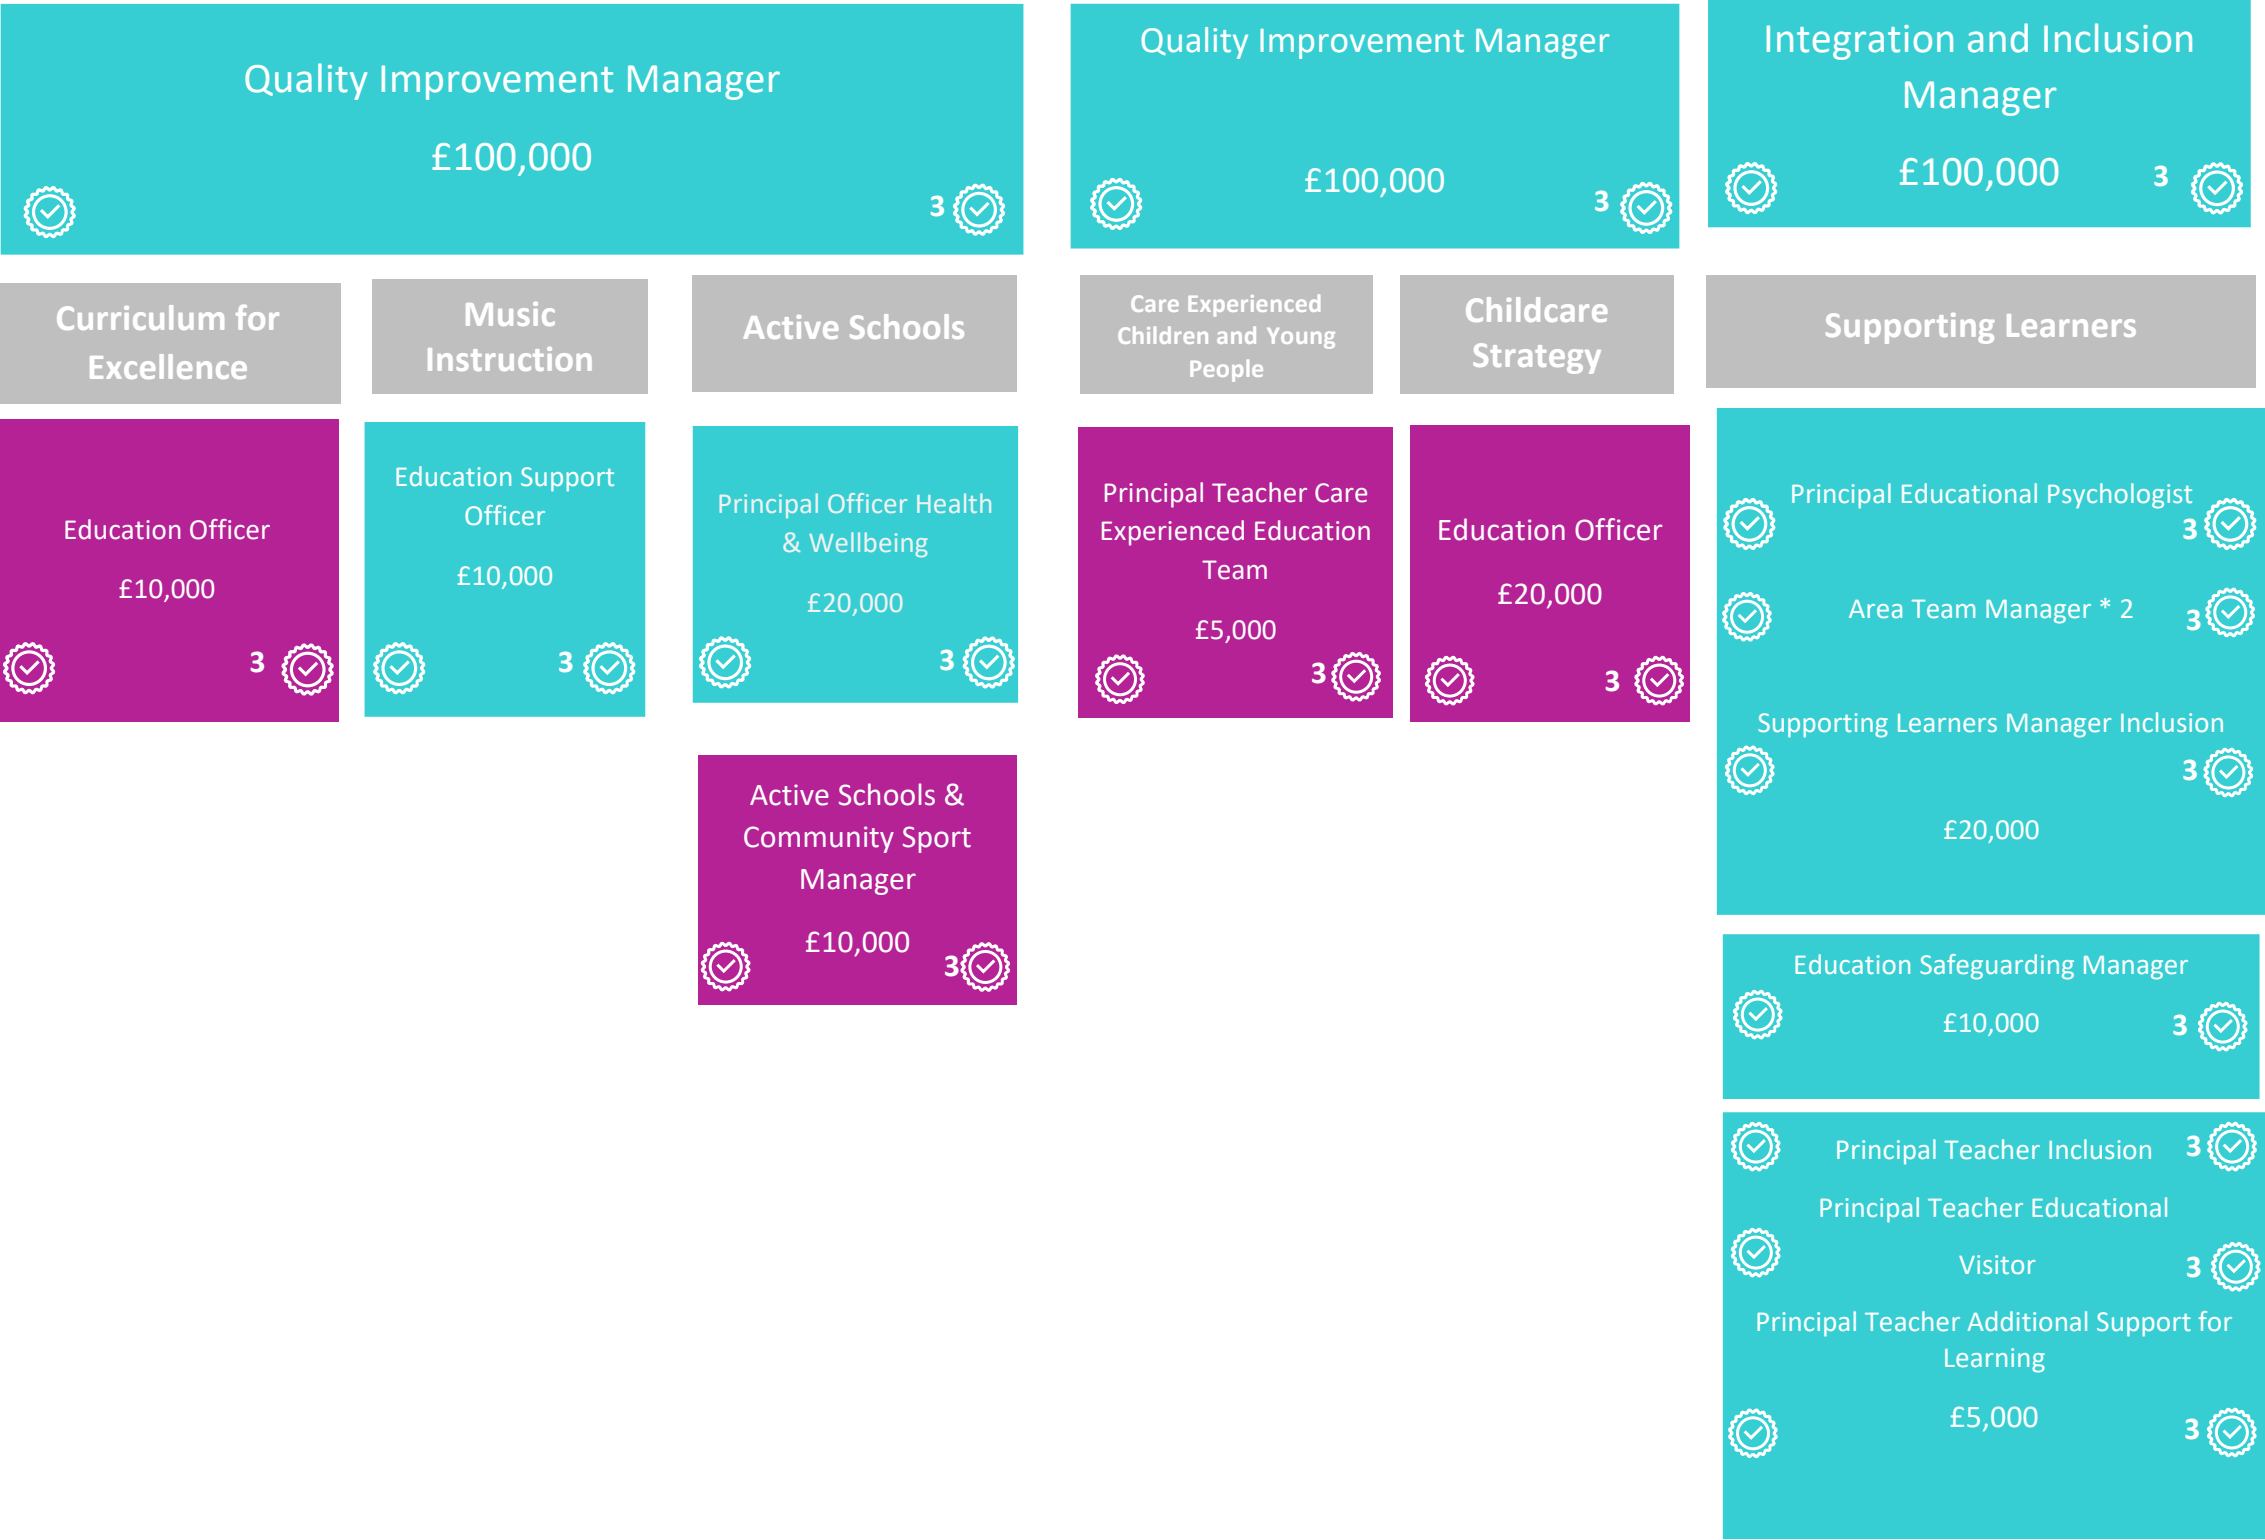 Quality Improvement Manager
£100,000
3
Quality Improvement Manager
£100,000
3
Integration and Inclusion
Manager
£100,000
3
Curriculum for
Excellence
Music
Instruction
Active Schools
Care Experienced
Children and Young
People
Childcare
Strategy
Supporting Learners
Education Officer
£10,000
3
Education Support
Officer
£10,000
3
Principal Officer Health
& Wellbeing
£20,000
3
Active Schools &
Community Sport
Manager
£10,000
3
Principal Teacher Care
Experienced Education
Team
£5,000
3
Education Officer
£20,000
3
Principal Educational Psychologist
3
Area Team Manager * 2
3
Supporting Learners Manager Inclusion
3
£20,000
Education Safeguarding Manager
£10,000
3
Principal Teacher Inclusion
3
Principal Teacher Educational
Visitor
3
Principal Teacher Additional Support for
Learning
£5,000
3